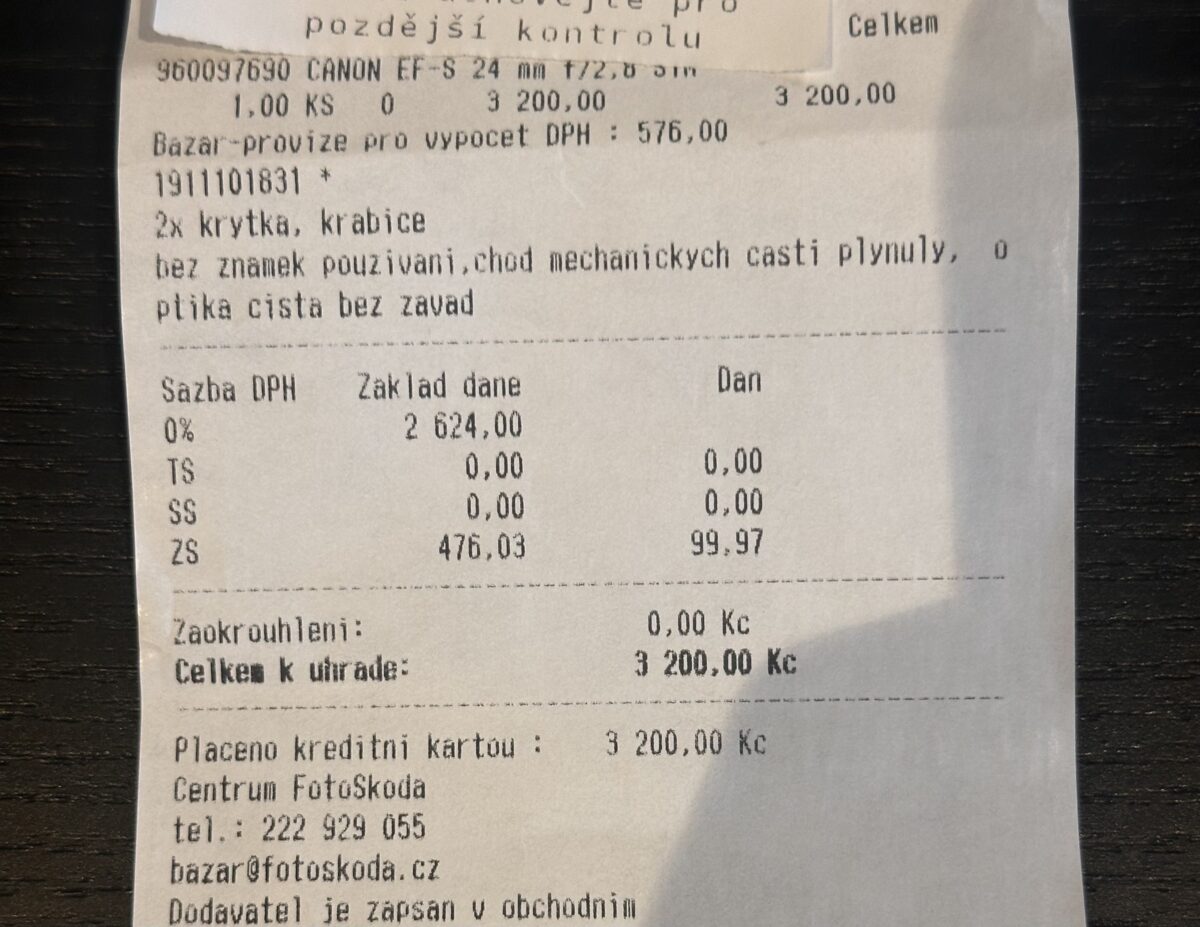 pro
pozdější kontrolu
Celkem
960097690 CANON EF-S 24 mm f/2,8 STM
1,00 KS 0 3 200,00 3 200,00
Bazar-provize pro vypocet DPH : 576,00
1911101831 *
2x krytka, krabice
bez znamek pouzivani,chod mechanickych casti plynuly, o
ptika cista bez zavad
Sazba DPH Zaklad dane Dan
0% 2 624,00
TS 0,00 0,00
SS 0,00 0,00
ZS 476,03 99,97
Zaokrouhleni: 0,00 Kc
Celkem k uhrade: 3 200,00 Kc
Placeno kreditni kartou : 3 200,00 Kc
Centrum FotoSkoda
tel.: 222 929 055
bazar@fotoskoda.cz
Dodavatel je zapsan v obchodnim